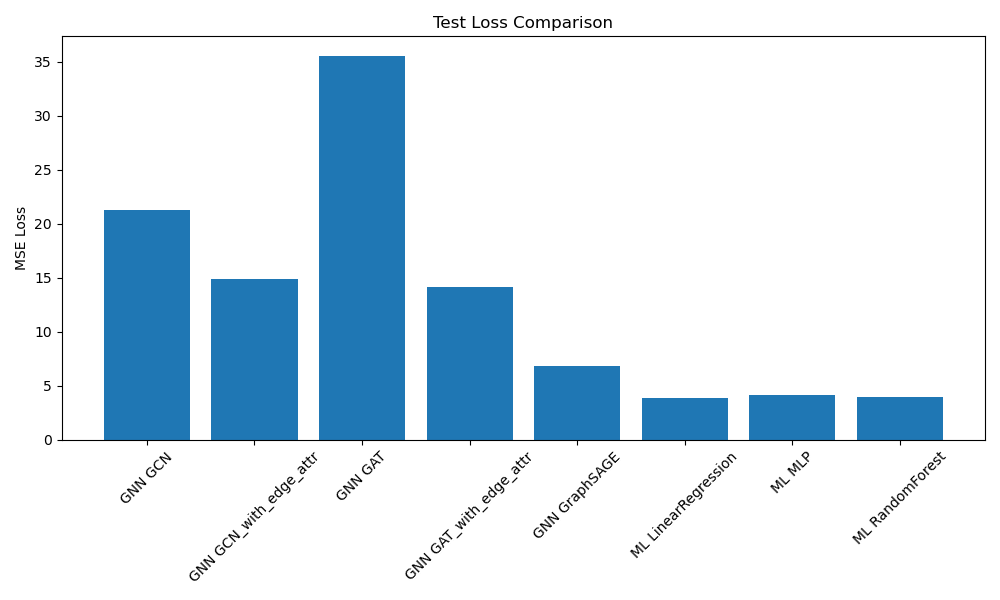 Test Loss Comparison
MSE Loss
35
30
25
20
15
10
5
0
GNN GCN
GNN GCN_with_edge_attr
GNN GAT
GNN GAT_with_edge_attr
GNN GraphSAGE
ML LinearRegression
ML MLP
ML RandomForest